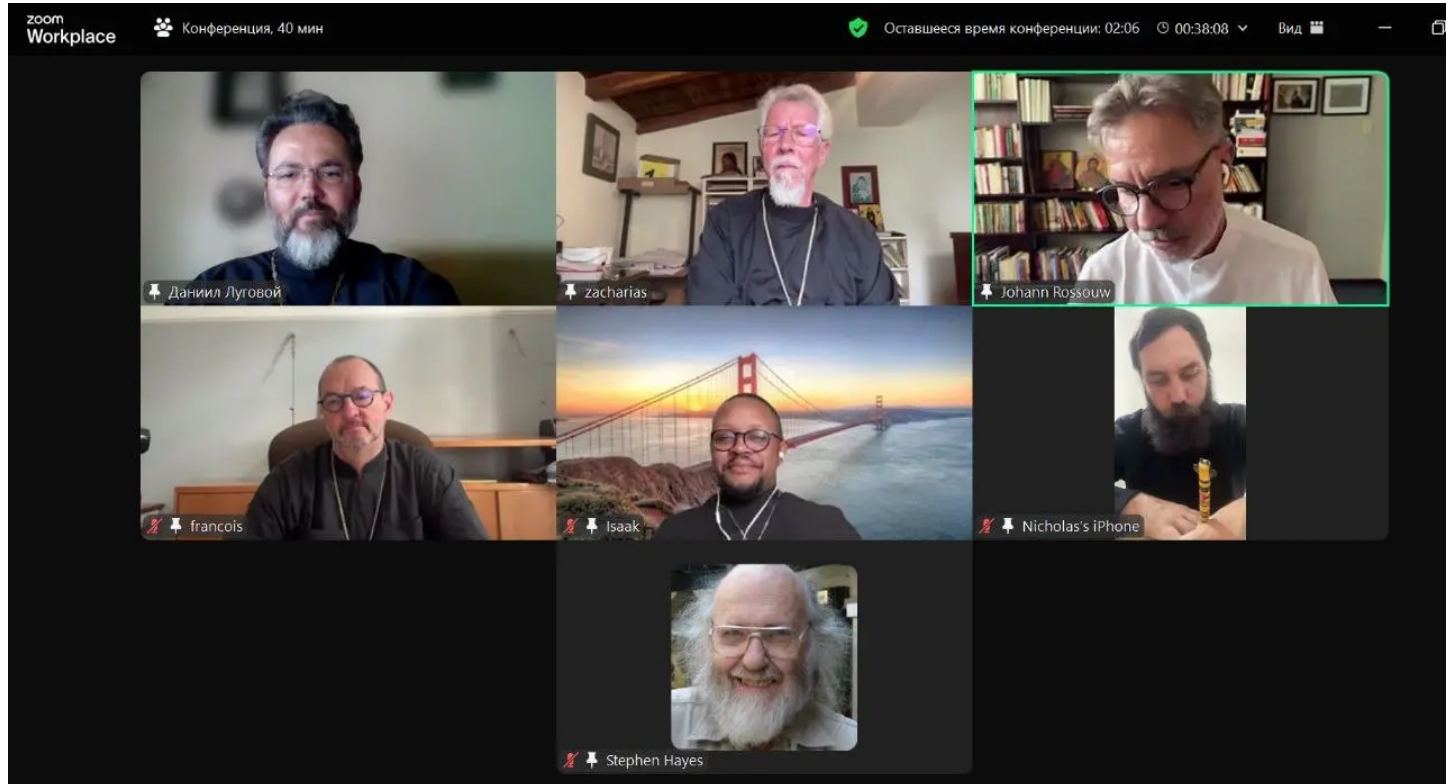 zoom
Workplace
Конференция, 40 мин
Оставшееся время конференции: 02:06
00:38:08
Вид
Даниил Луговой
zacharias
Johann Rossouw
francois
Isaak
Nicholas's iPhone
Stephen Hayes